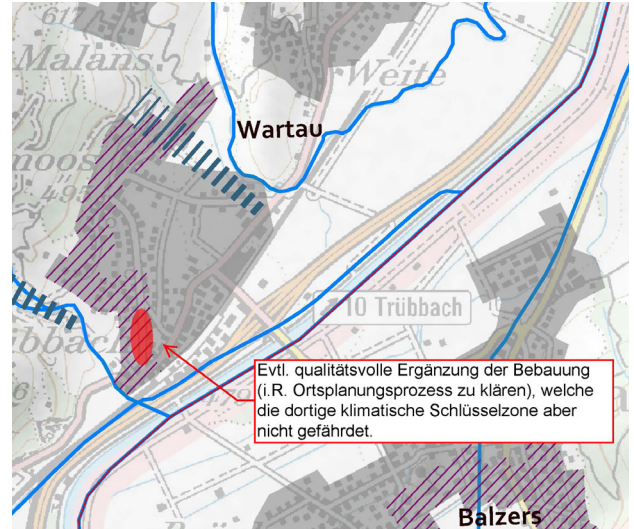 617
Malans
Weite
Wartau
10 Trübbach
Evtl. qualitätsvolle Ergänzung der Bebauung
(i.R. Ortsplanungsprozess zu klären), welche
die dortige klimatische Schlüsselzone aber
nicht gefährdet.
Balzers